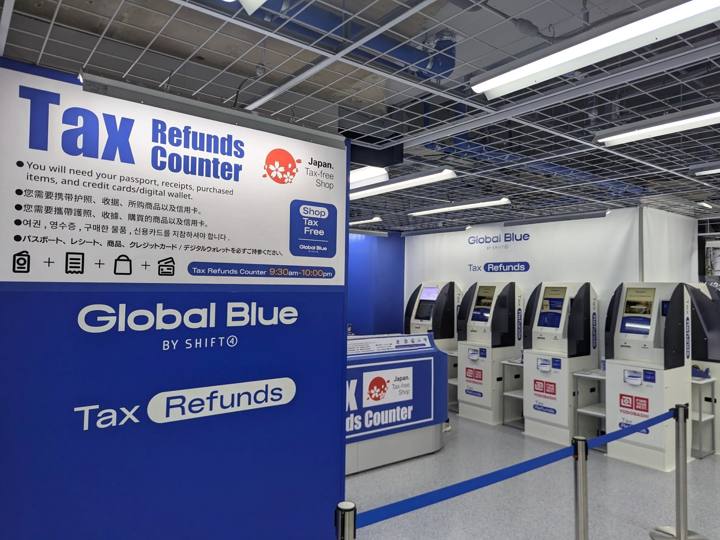 Tax Refunds Counter
Japan.
Tax-free
Shop
● You will need your passport, receipts, purchased
items, and credit cards/digital wallet.
● 您需要携带护照、收据、所购商品以及信用卡。
● 您需要攜帶護照、收據、購買的商品以及信用卡。
● 여권, 영수증, 구매한 물품, 신용카드를 지참하셔야 합니다.
● パスポート、レシート、商品、クレジットカード / デジタルウォレットを必ずご持参ください。
Shop
Tax
Free
Global Blue
+ + +
Tax Refunds Counter 9:30am-10:00pm
Global Blue
BY SHIFT4
Tax Refunds
Global Blue
BY SHIFT4
Tax Refunds
Japan.
Tax-free
Shop
X
ds Counter
YODOBASHI